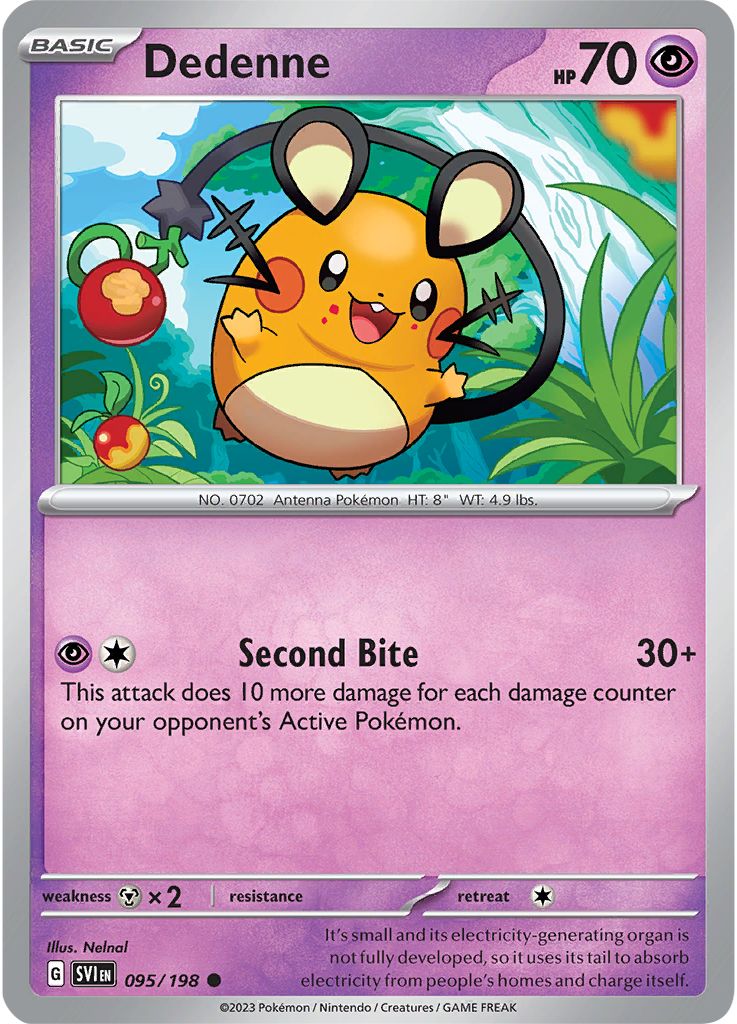 BASIC
Dedenne
HP 70
NO. 0702 Antenna Pokémon HT: 8" WT: 4.9 lbs.
Second Bite 30+
This attack does 10 more damage for each damage counter
on your opponent's Active Pokémon.
weakness ×2 resistance retreat
Illus. Nelnal
G SVI EN 095/198
It's small and its electricity-generating organ is
not fully developed, so it uses its tail to absorb
electricity from people's homes and charge itself.
©2023 Pokémon / Nintendo / Creatures / GAME FREAK